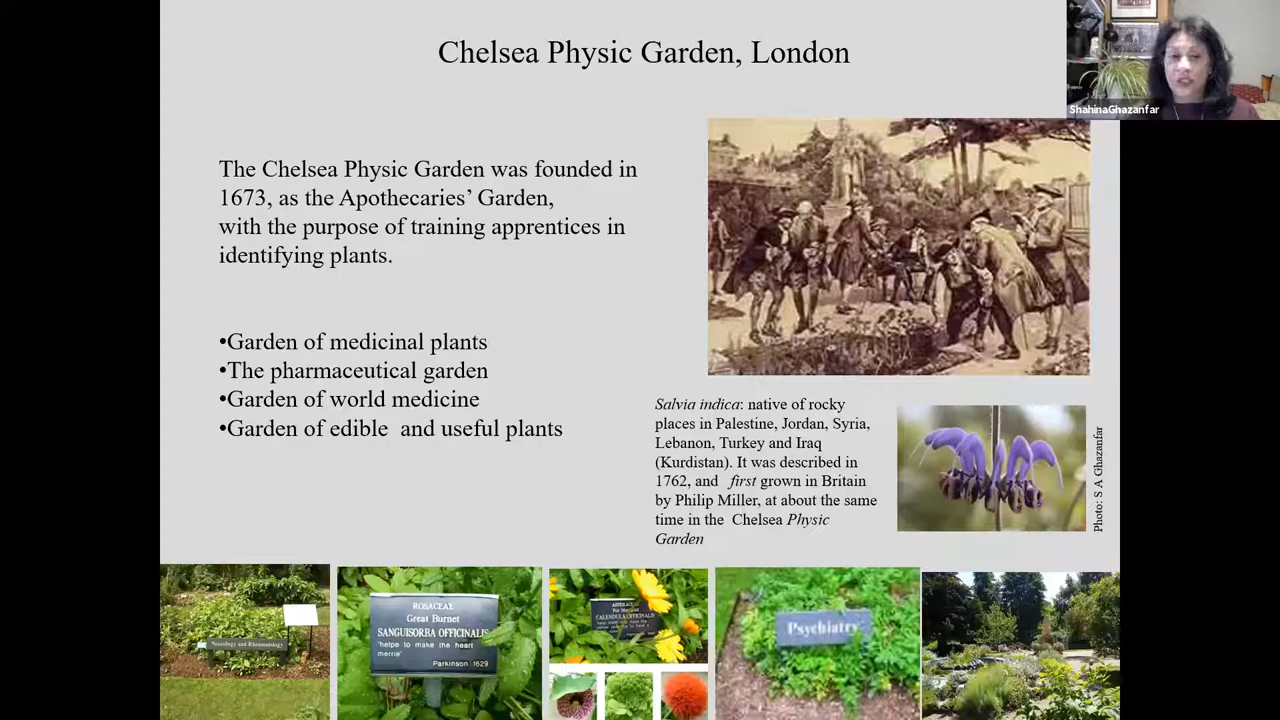 Chelsea Physic Garden, London
ShahinaGhazanfar
The Chelsea Physic Garden was founded in
1673, as the Apothecaries’ Garden,
with the purpose of training apprentices in
identifying plants.
•Garden of medicinal plants
•The pharmaceutical garden
•Garden of world medicine
•Garden of edible and useful plants
Salvia indica: native of rocky
places in Palestine, Jordan, Syria,
Lebanon, Turkey and Iraq
(Kurdistan). It was described in
1762, and first grown in Britain
by Philip Miller, at about the same
time in the Chelsea Physic
Garden
Photo: S A Ghazanfar
Neurology and Rheumatology
ROSACEAE
Great Burnet
SANGUISORBA OFFICINALIS
'helpe to make the heart
merrie'
Parkinson 1629
CALENDULA OFFICINALIS
Psychiatry